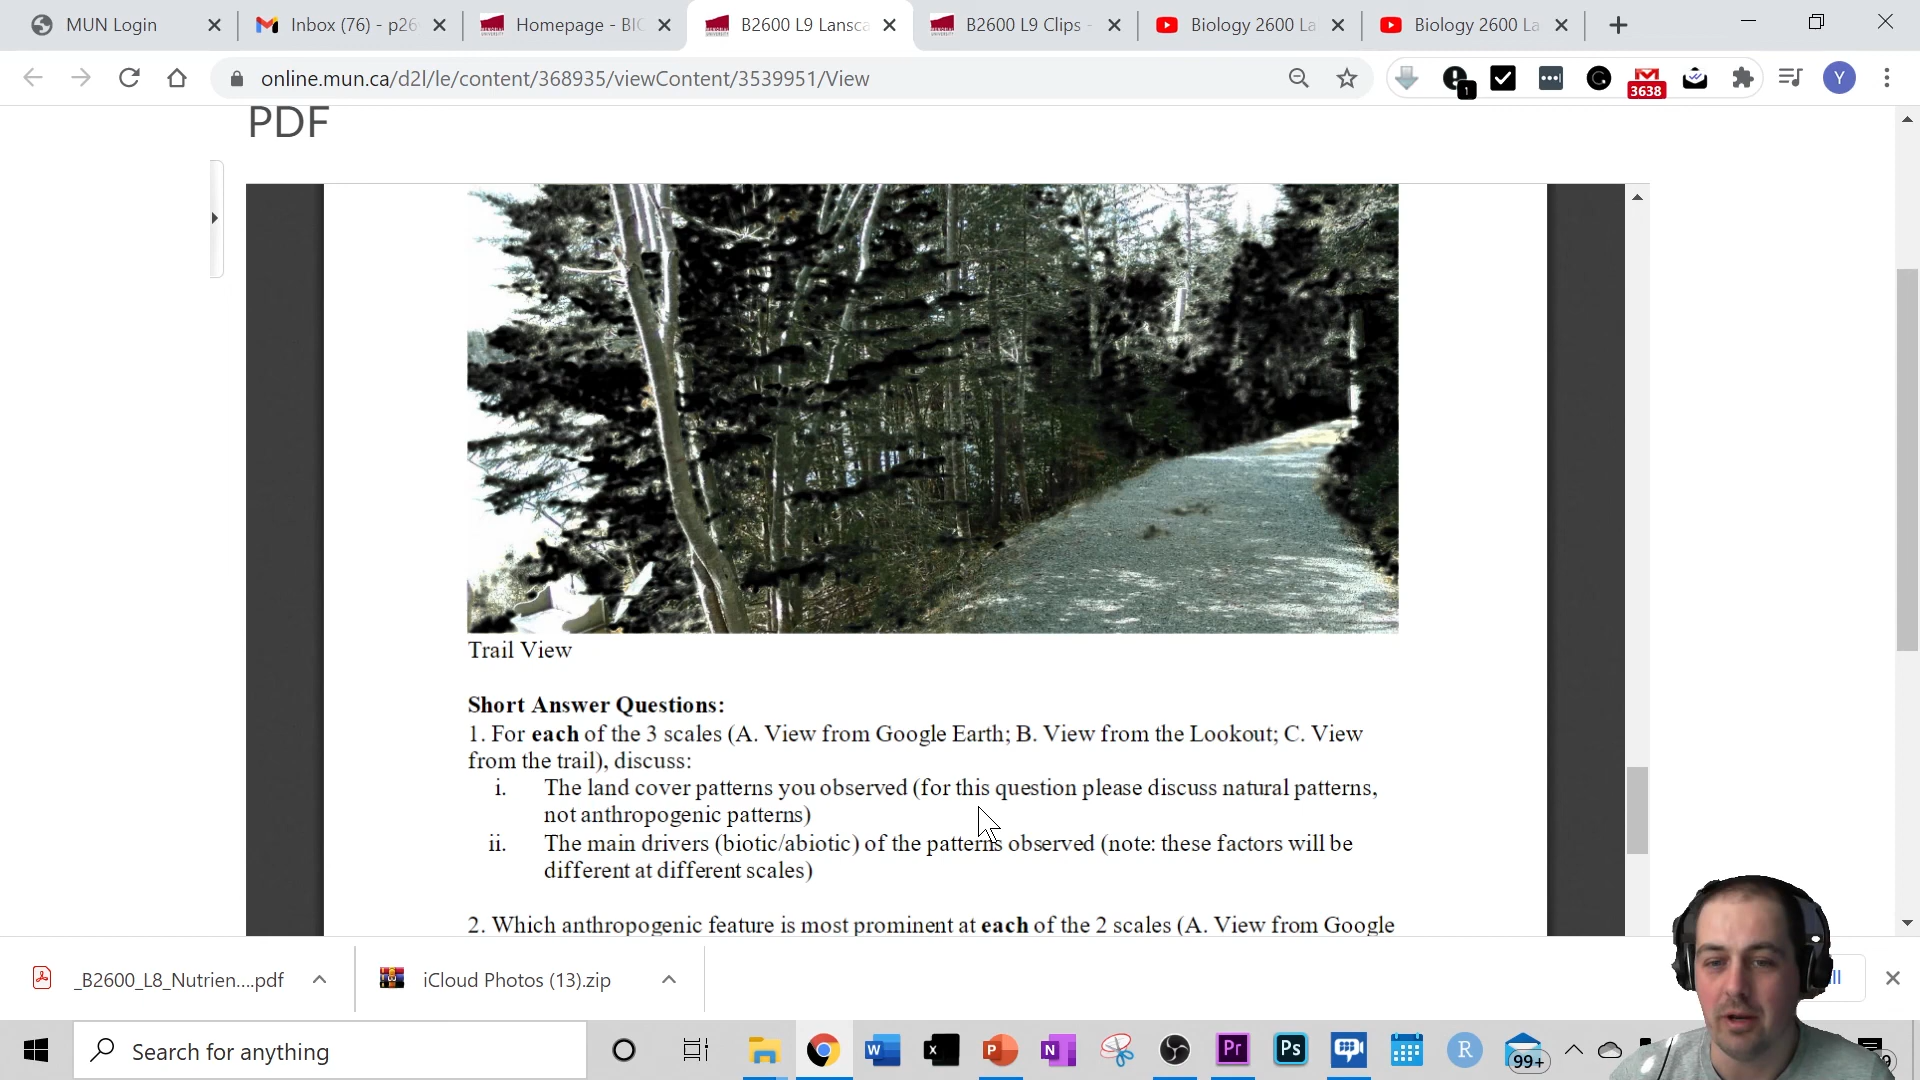 MUN Login
Inbox (76) - p26
Homepage - BIO
B2600 L9 Lansca
B2600 L9 Clips -
Biology 2600 La
Biology 2600 La
online.mun.ca/d2l/le/content/368935/viewContent/3539951/View
1
3638
Y
PDF
Trail View
Short Answer Questions:
1. For each of the 3 scales (A. View from Google Earth; B. View from the Lookout; C. View
from the trail), discuss:
i. The land cover patterns you observed (for this question please discuss natural patterns,
not anthropogenic patterns)
ii. The main drivers (biotic/abiotic) of the patterns observed (note: these factors will be
different at different scales)
2. Which anthropogenic feature is most prominent at each of the 2 scales (A. View from Google
_B2600_L8_Nutrien....pdf
iCloud Photos (13).zip
Search for anything
W
X
P
N
Pr
Ps
R
99+